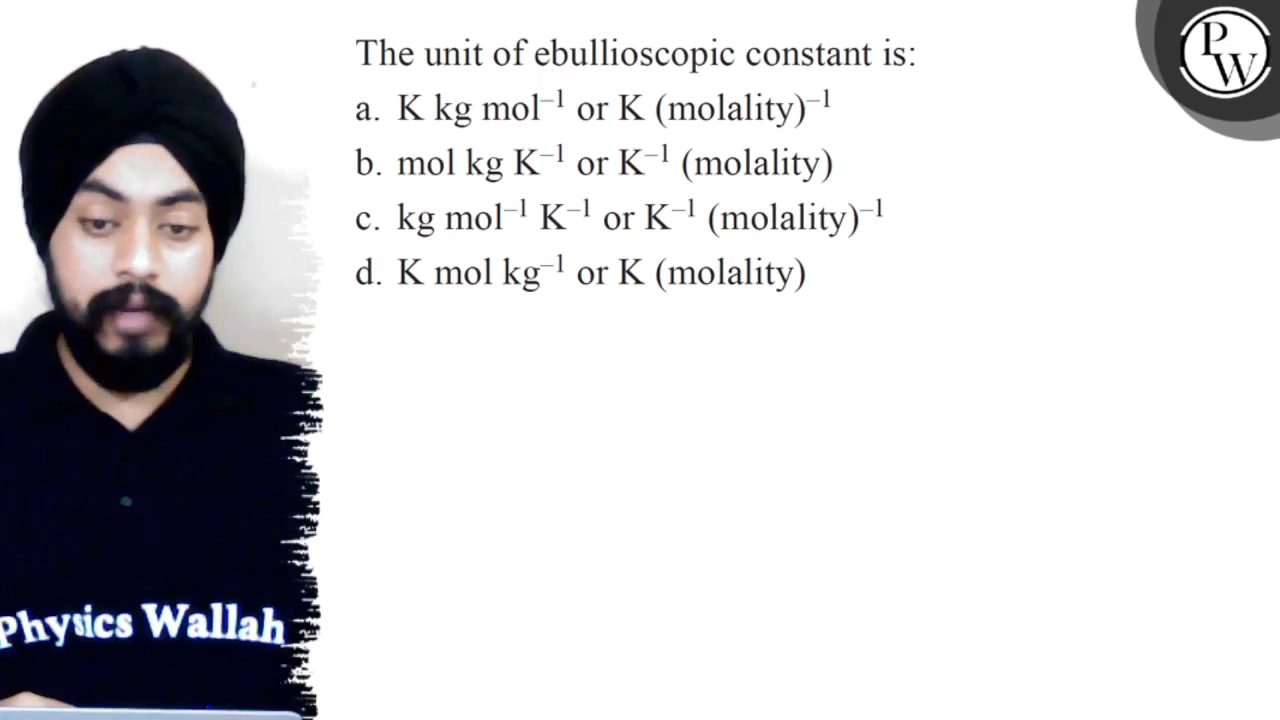 The unit of ebullioscopic constant is:
a. K kg mol⁻¹ or K (molality)⁻¹
b. mol kg K⁻¹ or K⁻¹ (molality)
c. kg mol⁻¹ K⁻¹ or K⁻¹ (molality)⁻¹
d. K mol kg⁻¹ or K (molality)
PW
Physics Wallah